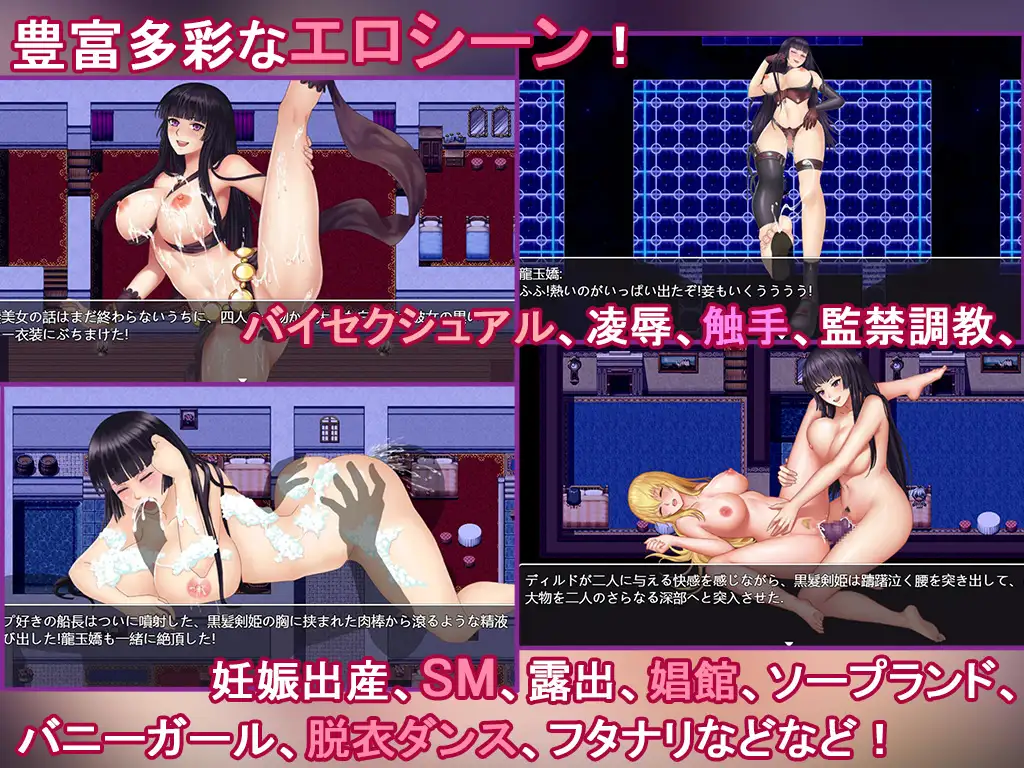 豊富多彩なエロシーン！
美女の話はまだ終わらないうちに、四人の
ー衣装にぶちまけた!
龍玉嬌:
ふふ!熱いのがいっぱい出たぞ!妾もいくうううう!
バイセクシュアル、凌辱、触手、監禁調教、
プ好きの船長はついに噴射した、黒髪剣姫の胸に挟まれた肉棒から滾るような精液
び出した!龍玉嬌も一緒に絶頂した!
ディルドが二人に与える快感を感じながら、黒髪剣姫は躊躇泣く腰を突き出して、
大物を二人のさらなる深部へと突入させた.
妊娠出産、SM、露出、娼館、ソープランド、
バニーガール、脱衣ダンス、フタナリなどなど！